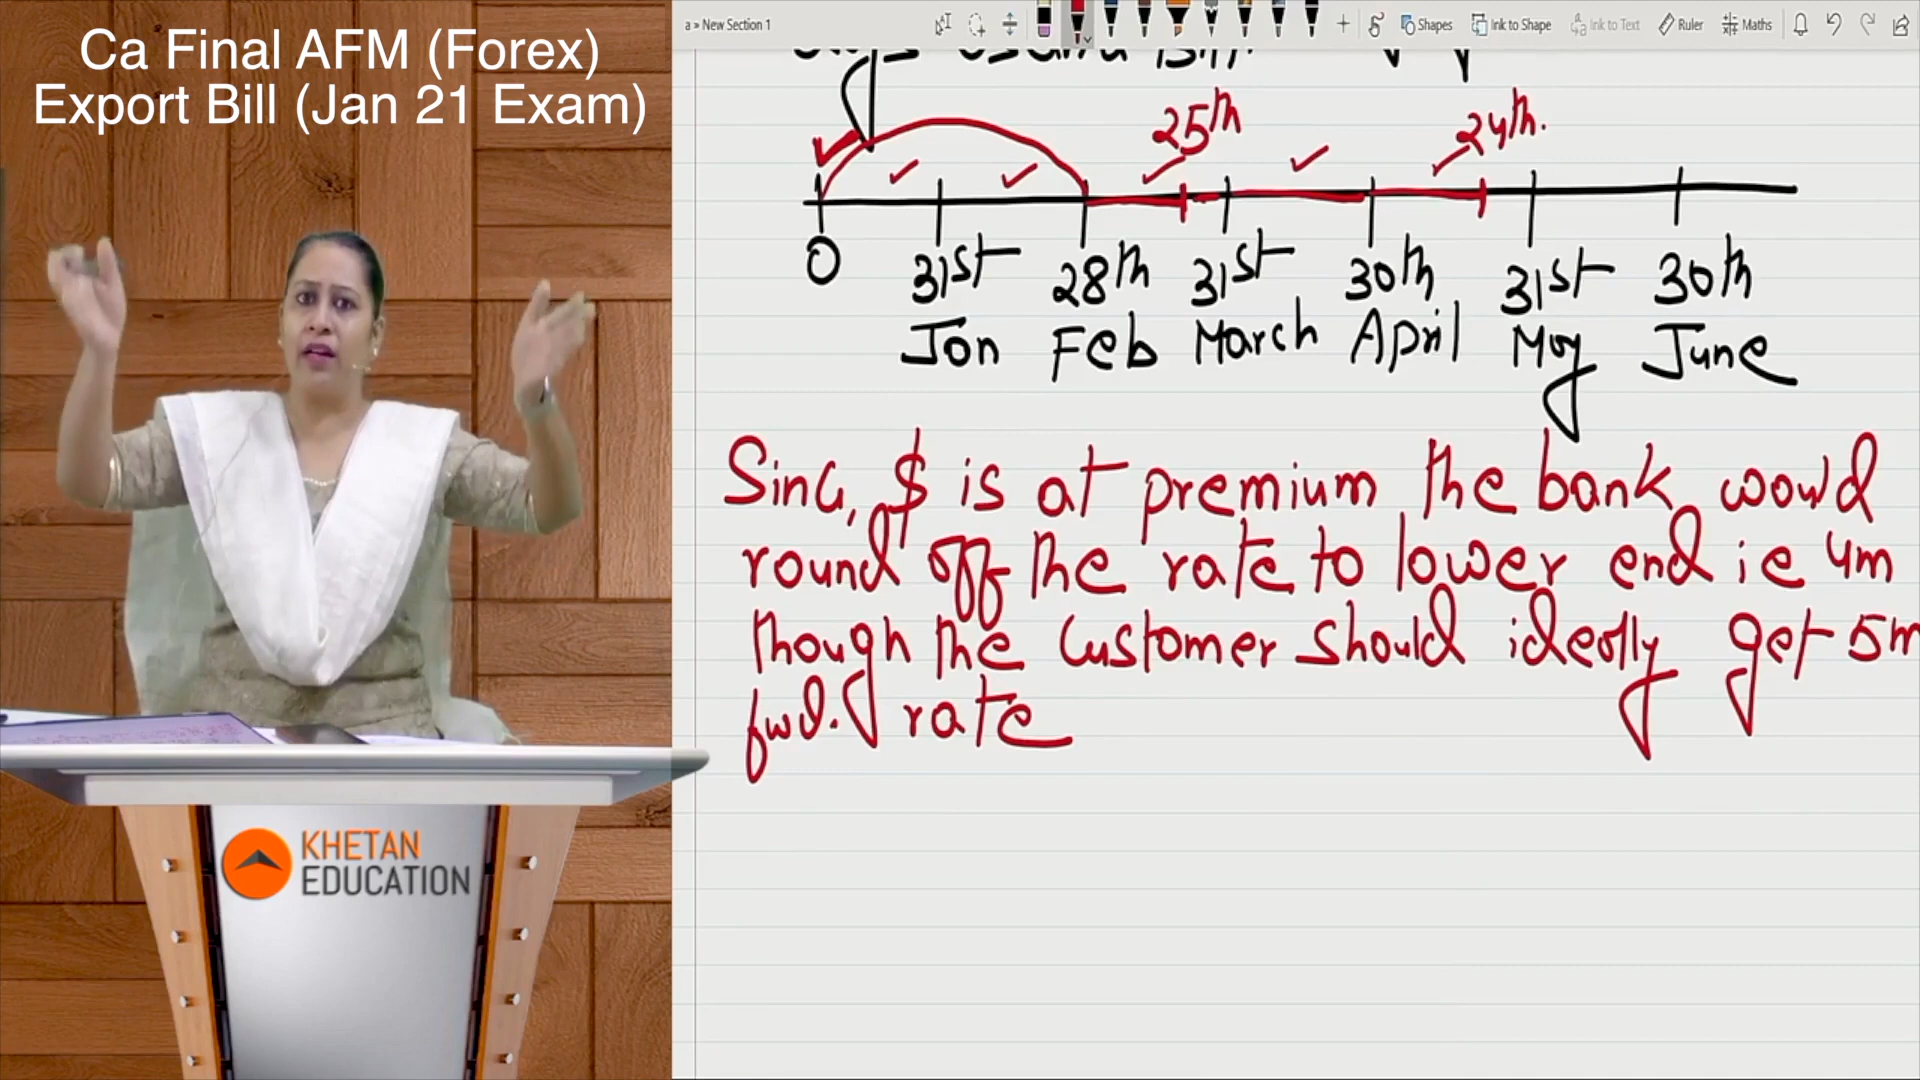 Ca Final AFM (Forex)
Export Bill (Jan 21 Exam)
a » New Section 1
Shapes
Ink to Shape
Ink to Text
Ruler
Maths
Bill
25th
24th.
0
31st
28th
31st
30th
31st
30th
Jan
Feb
March
April
May
June
Since, $ is at premium the bank would
round off the rate to lower end ie 4m
though the customer should ideally get 5m
fwd. rate
KHETAN
EDUCATION